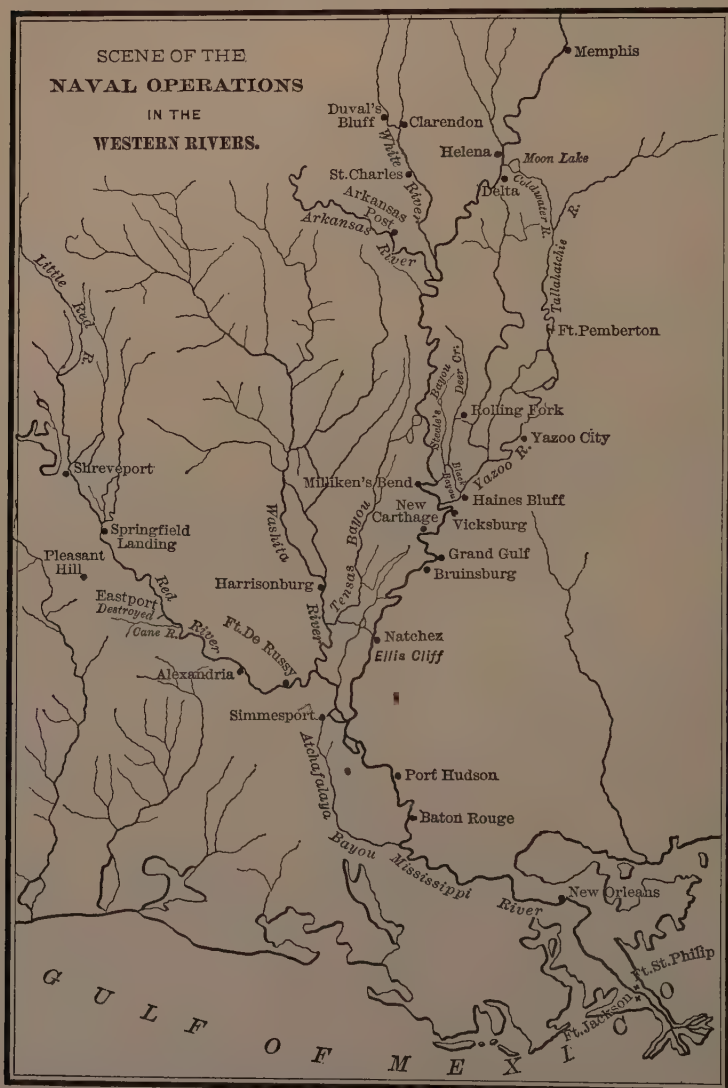 SCENE OF THE
NAVAL OPERATIONS
IN THE
WESTERN RIVERS.
Memphis
Duval's
Bluff
Clarendon
White
River
Helena
Moon Lake
St. Charles
Delta
Coldwater R.
Arkansas
Post
Arkansas
River
Tallahatchie
R.
Little
Red
R.
Ft. Pemberton
Steele's Bayou
Deer Cr.
Rolling Fork
Yazoo City
Shreveport
Milliken's Bend
Black
Bayou
Yazoo R.
Haines Bluff
New
Carthage
Vicksburg
Washita
River
Tensas Bayou
Springfield
Landing
Grand Gulf
Pleasant
Hill
Bruinsburg
Harrisonburg
Eastport
Destroyed
Red
River
Cane R.
Ft. De Russy
Natchez
Ellis Cliff
Alexandria
Simmesport
Atchafalaya
Bayou
Port Hudson
Baton Rouge
Mississippi
River
New Orleans
Ft. St. Philip
Ft. Jackson
GULF OF MEXICO